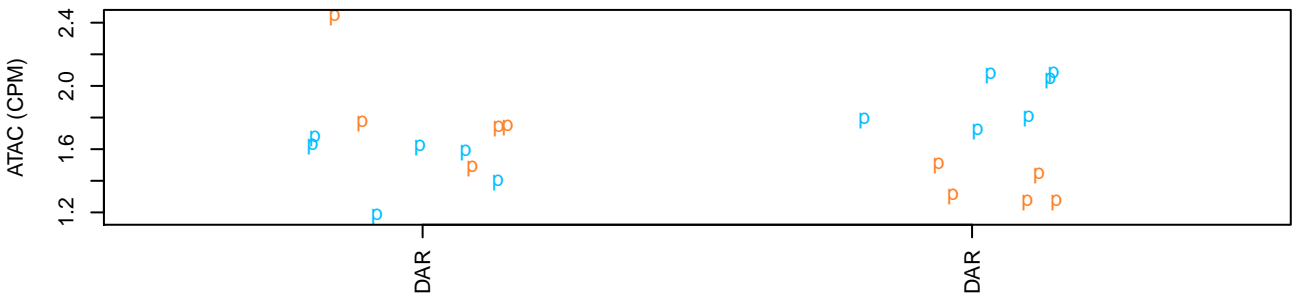 ATAC (CPM)
2.4
2.0
1.6
1.2
p
p p
p p p p p
p p p p p
p p p p p
p p p
DAR DAR